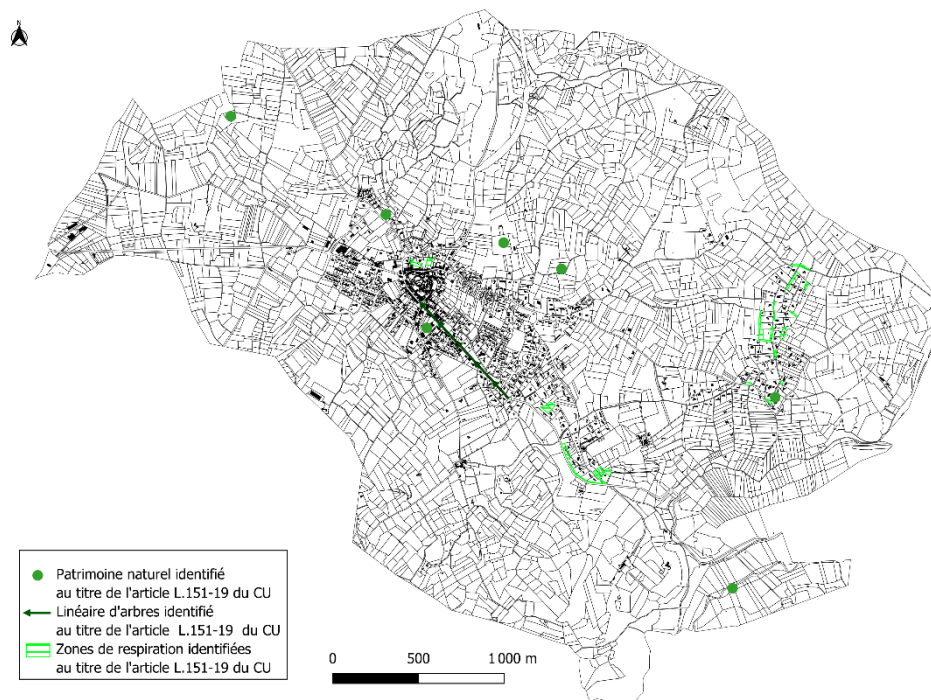 N
Patrimoine naturel identifié
au titre de l'article L.151-19 du CU
Linéaire d'arbres identifié
au titre de l'article L.151-19 du CU
Zones de respiration identifiées
au titre de l'article L.151-19 du CU
0 500 1 000 m